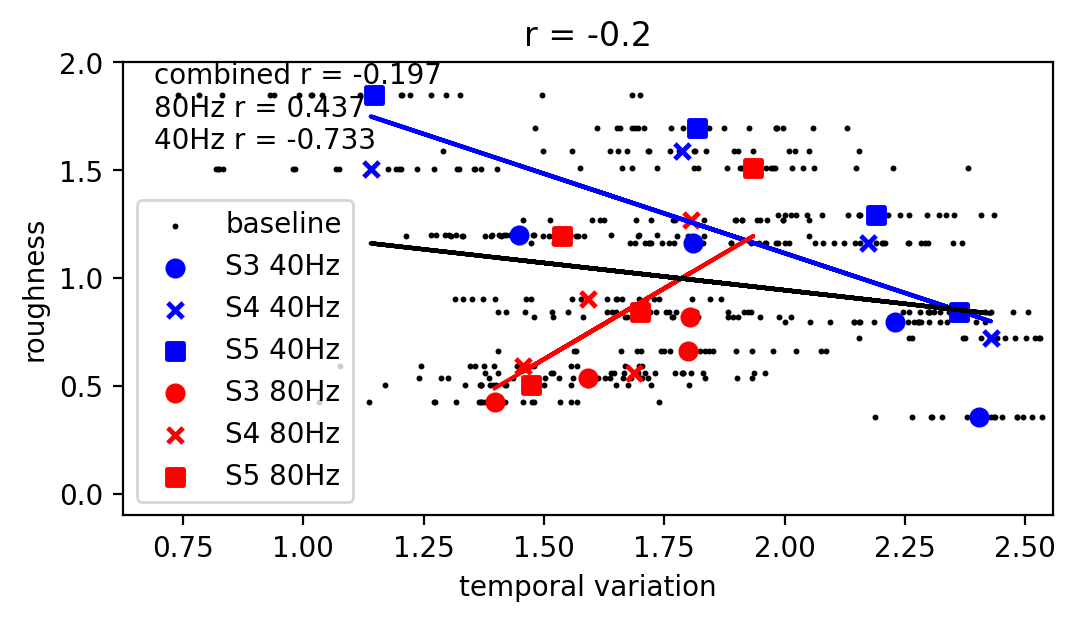 r = -0.2
combined r = -0.197
80Hz r = 0.437
40Hz r = -0.733
2.0
1.5
1.0
0.5
0.0
roughness
baseline
S3 40Hz
S4 40Hz
S5 40Hz
S3 80Hz
S4 80Hz
S5 80Hz
0.75 1.00 1.25 1.50 1.75 2.00 2.25 2.50
temporal variation